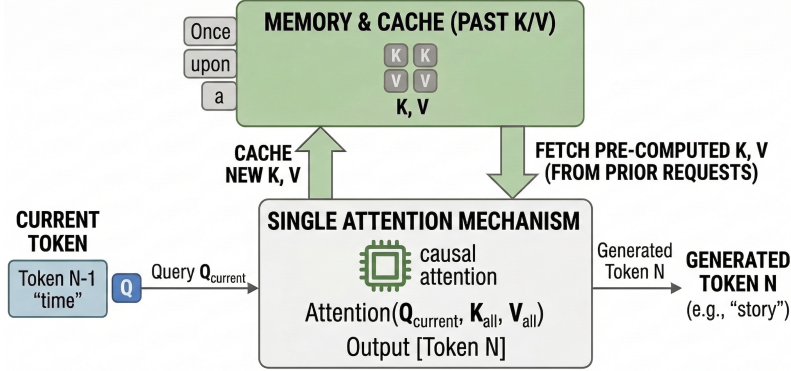 MEMORY & CACHE (PAST K/V)
Once
upon
a
K K
V V
K, V
CACHE
NEW K, V
FETCH PRE-COMPUTED K, V
(FROM PRIOR REQUESTS)
CURRENT
TOKEN
Token N-1
“time”
Q
Query Qcurrent
SINGLE ATTENTION MECHANISM
causal
attention
Attention(Qcurrent, Kall, Vall)
Output [Token N]
Generated
Token N
GENERATED
TOKEN N
(e.g., “story”)